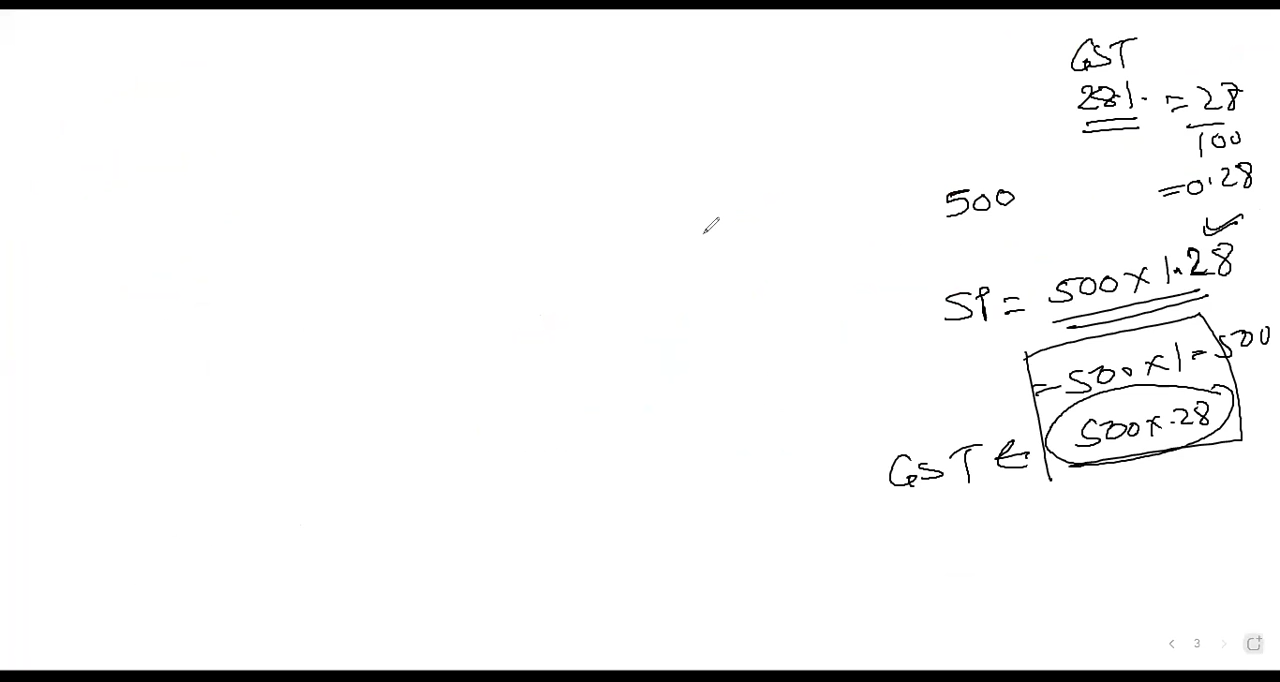 GST
28% = 28
100
= 0.28
500
SP = 500 x 1.28
= 500 x 1 = 500
500 x .28
GST ←
3